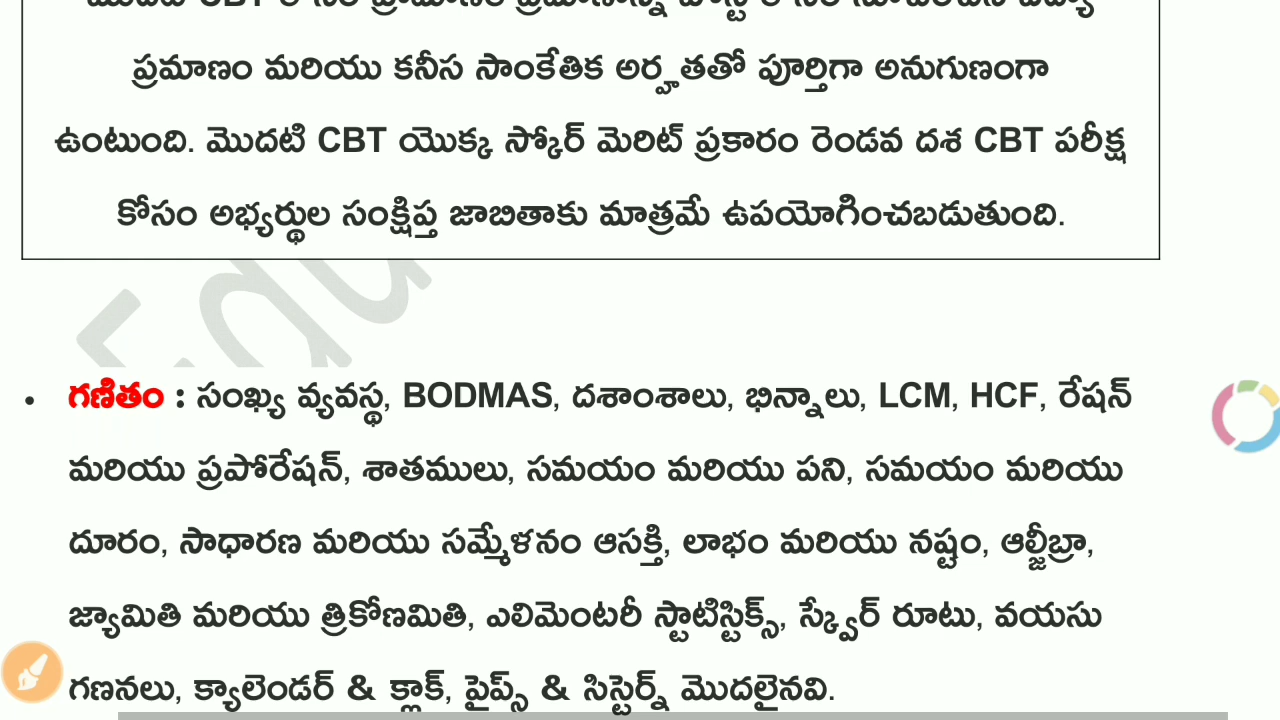 ప్రమాణం మరియు కనీస సాంకేతిక అర్హతతో పూర్తిగా అనుగుణంగా
ఉంటుంది. మొదటి CBT యొక్క స్కోర్ మెరిట్ ప్రకారం రెండవ దశ CBT పరీక్ష
కోసం అభ్యర్థుల సంక్షిప్త జాబితాకు మాత్రమే ఉపయోగించబడుతుంది.
Edu
• గణితం : సంఖ్య వ్యవస్థ, BODMAS, దశాంశాలు, భిన్నాలు, LCM, HCF, రేషన్
మరియు ప్రపోరేషన్, శాతములు, సమయం మరియు పని, సమయం మరియు
దూరం, సాధారణ మరియు సమ్మేళనం ఆసక్తి, లాభం మరియు నష్టం, ఆల్జీబ్రా,
జ్యామితి మరియు త్రికోణమితి, ఎలిమెంటరీ స్టాటిస్టిక్స్, స్క్వేర్ రూటు, వయసు
గణనలు, క్యాలెండర్ & క్లాక్, పైప్స్ & సిస్టెర్న్ మొదలైనవి.